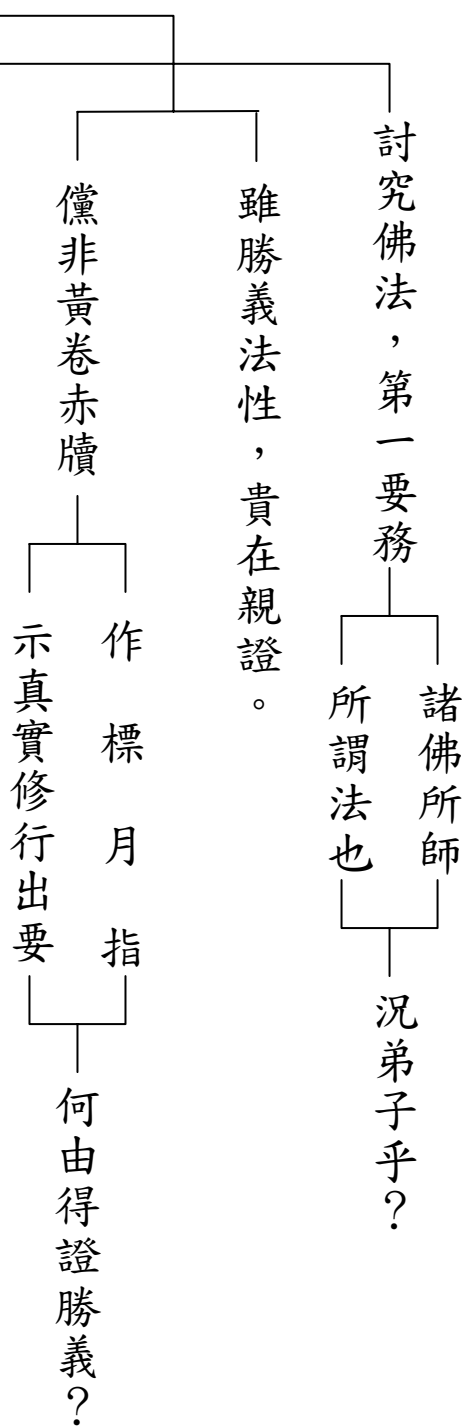 討究佛法，第一要務
諸佛所師
所謂法也
況弟子乎？
雖勝義法性，貴在親證。
儻非黃卷赤牘
作標月指
示真實修行出要
何由得證勝義？